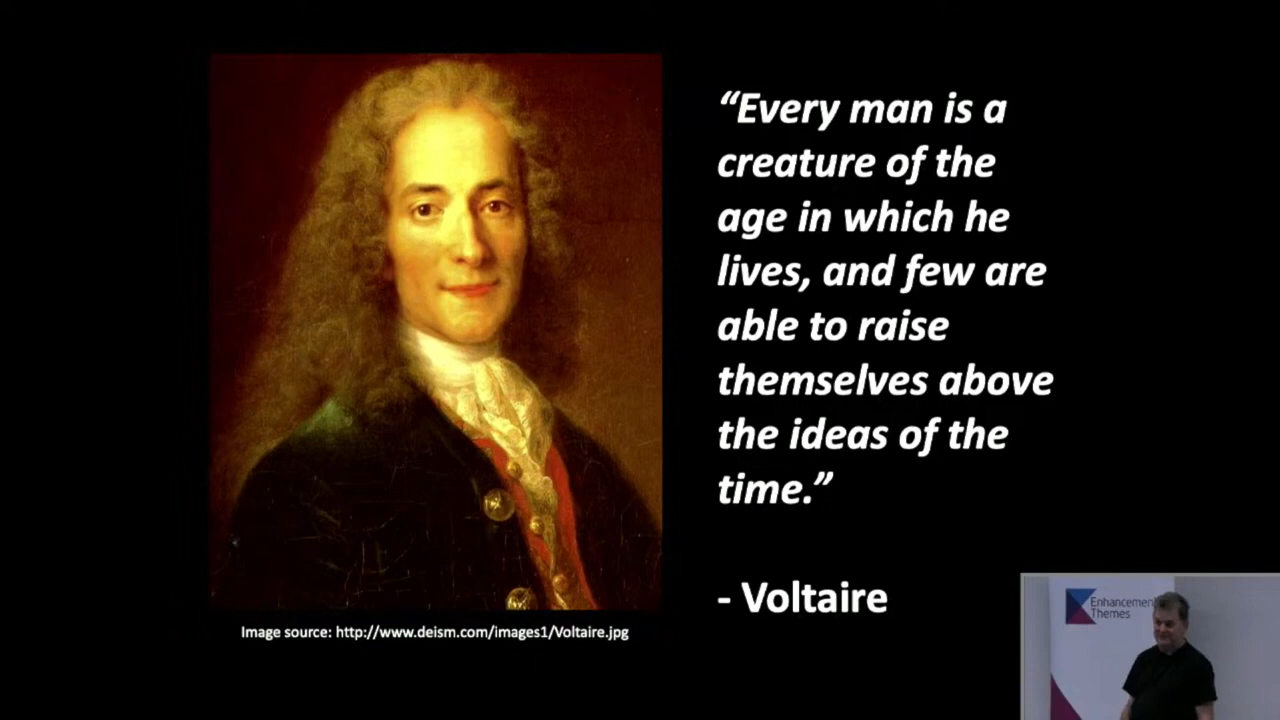 “Every man is a
creature of the
age in which he
lives, and few are
able to raise
themselves above
the ideas of the
time.”
- Voltaire
Image source: http://www.deism.com/images1/Voltaire.jpg
Enhancemen
Themes